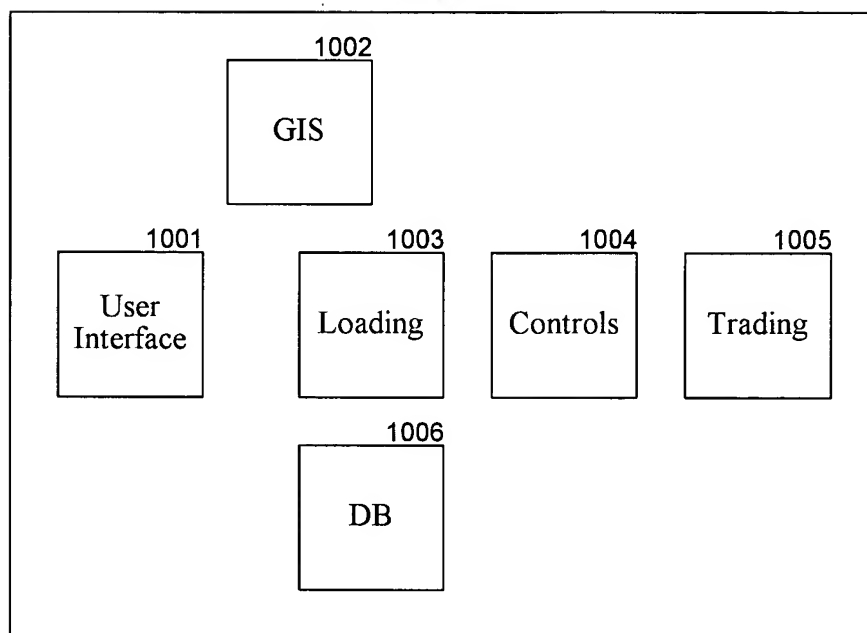 1002
GIS
1001
User
Interface
1003
Loading
1004
Controls
1005
Trading
1006
DB